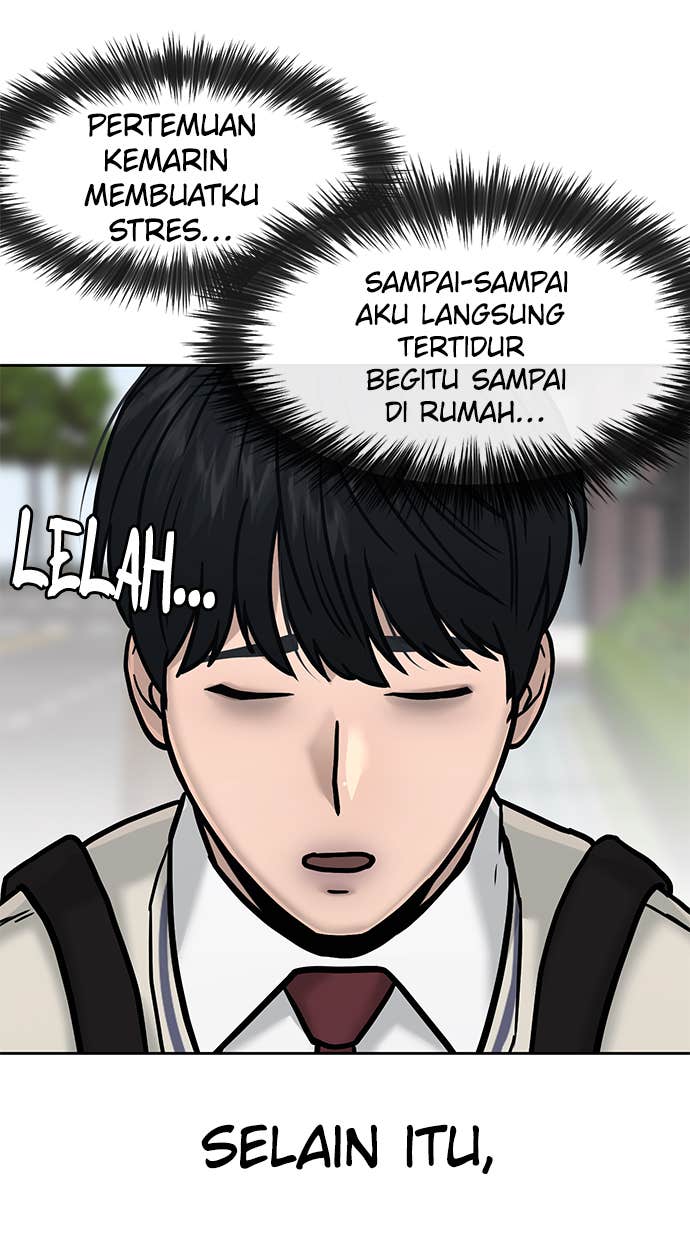 PERTEMUAN
KEMARIN
MEMBUATKU
STRES...
SAMPAI-SAMPAI
AKU LANGSUNG
TERTIDUR
BEGITU SAMPAI
DI RUMAH...
LELAH...
SELAIN ITU,